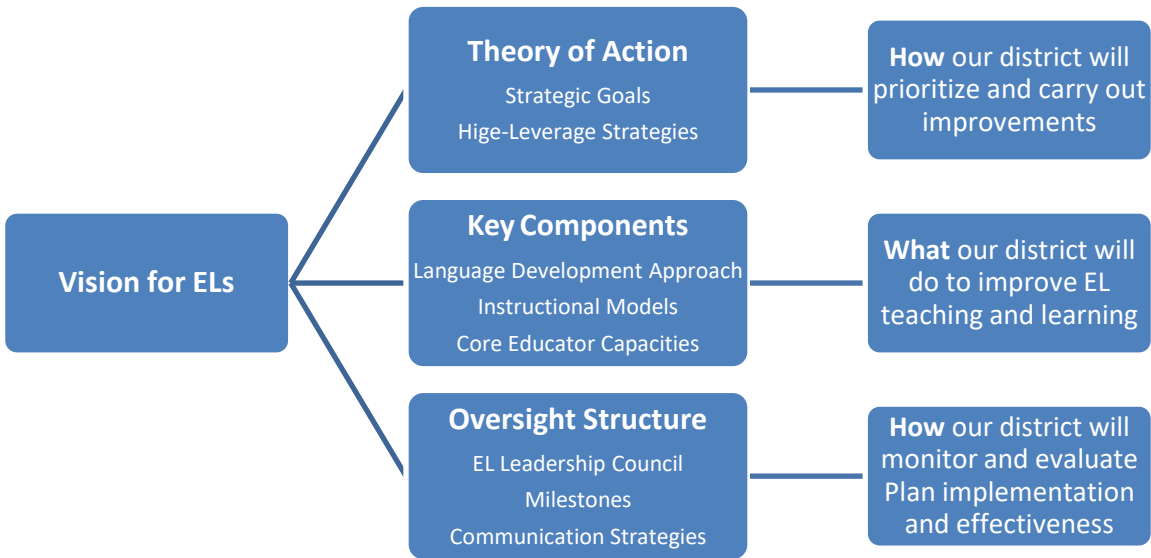 Vision for ELs
Theory of Action
Strategic Goals
Hige-Leverage Strategies
How our district will
prioritize and carry out
improvements
Key Components
Language Development Approach
Instructional Models
Core Educator Capacities
What our district will
do to improve EL
teaching and learning
Oversight Structure
EL Leadership Council
Milestones
Communication Strategies
How our district will
monitor and evaluate
Plan implementation
and effectiveness